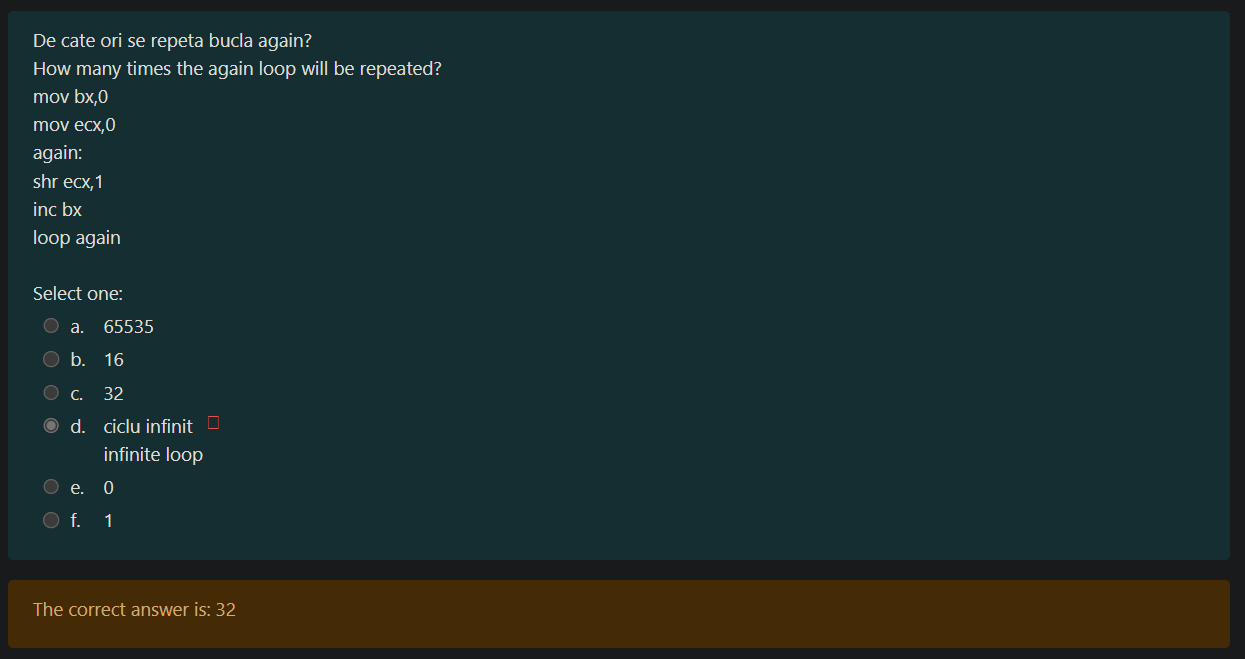 De cate ori se repeta bucla again?
How many times the again loop will be repeated?
mov bx,0
mov ecx,0
again:
shr ecx,1
inc bx
loop again
Select one:
a. 65535
b. 16
c. 32
d. ciclu infinit
infinite loop
e. 0
f. 1
The correct answer is: 32